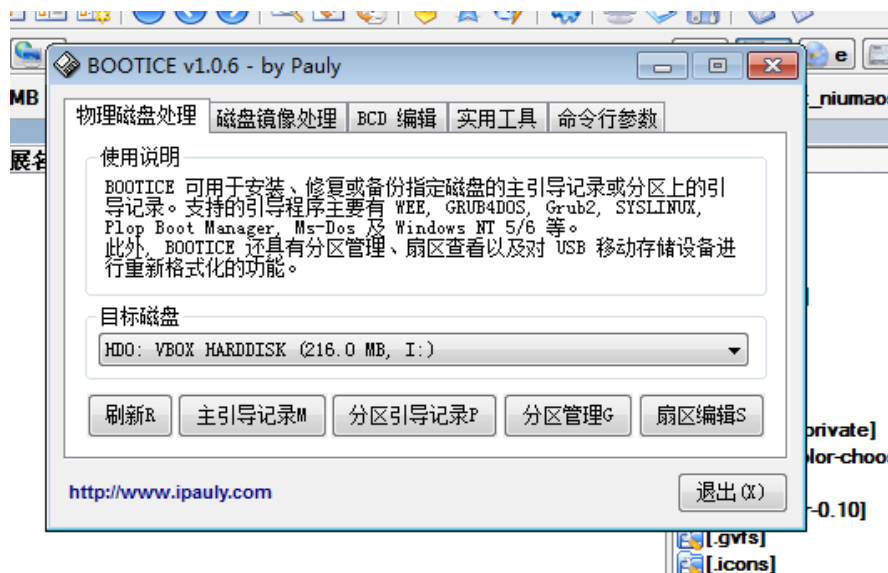 BOOTICE v1.0.6 - by Pauly
e
MB
_niumao
物理磁盘处理 磁盘镜像处理 BCD 编辑 实用工具 命令行参数
展名
使用说明
BOOTICE 可用于安装、修复或备份指定磁盘的主引导记录或分区上的引
导记录。支持的引导程序主要有 WEE, GRUB4DOS, Grub2, SYSLINUX,
Plop Boot Manager, Ms-Dos 及 Windows NT 5/6 等。
此外, BOOTICE 还具有分区管理、扇区查看以及对 USB 移动存储设备进
行重新格式化的功能。
目标磁盘
HD0: VBOX HARDDISK (216.0 MB, I:)
刷新R 主引导记录M 分区引导记录P 分区管理G 扇区编辑S
private]
lor-choo
http://www.ipauly.com
退出(X)
-0.10]
[.gvfs]
[.icons]